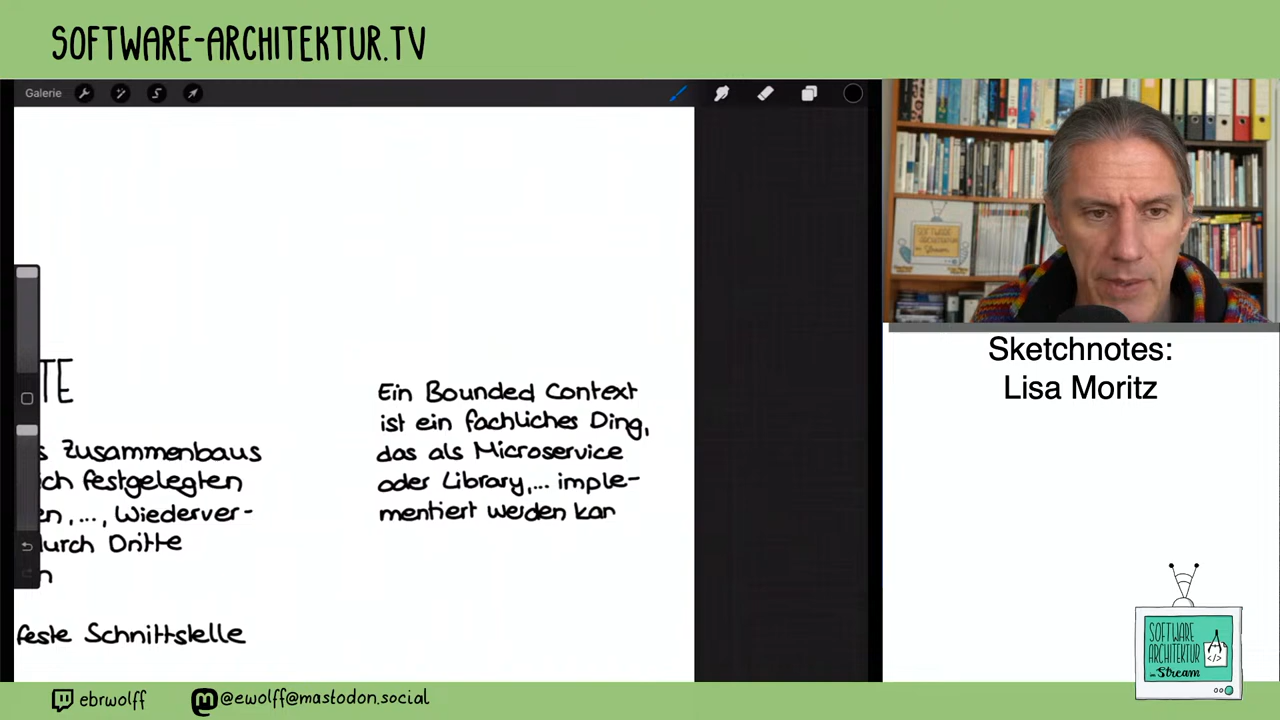 SOFTWARE-ARCHITEKTUR.TV
Galerie
TE
s Zusammenbaus
ich festgelegten
en,..., Wiederver-
durch Dritte
n
feste Schnittstelle
Ein Bounded Context
ist ein fachliches Ding,
das als Microservice
oder Library,... imple-
mentiert werden kan
Sketchnotes:
Lisa Moritz
SOFTWARE
ARCHITEKTUR
im Stream
</>
ebrwolff
@ewolff@mastodon.social